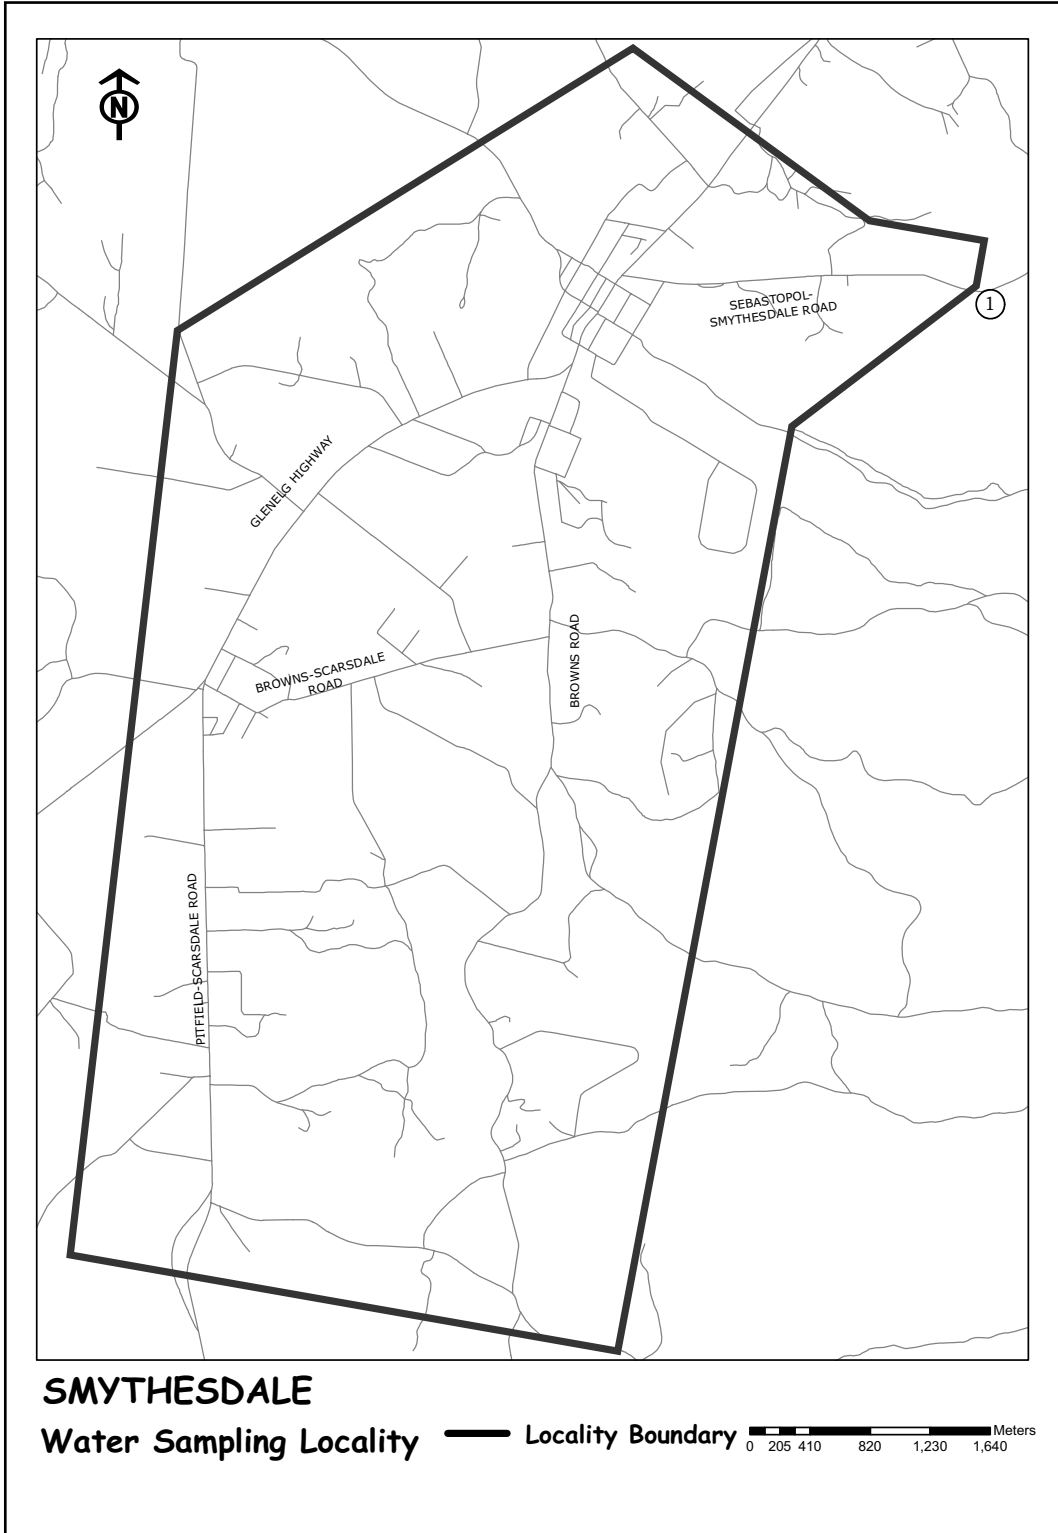 N
SEBASTOPOL-
SMYTHESDALE ROAD
1
GLENELG HIGHWAY
BROWNS ROAD
BROWNS-SCARSDALE
ROAD
PITFIELD-SCARSDALE ROAD
SMYTHESDALE
Water Sampling Locality
Locality Boundary
Meters
0 205 410 820 1,230 1,640